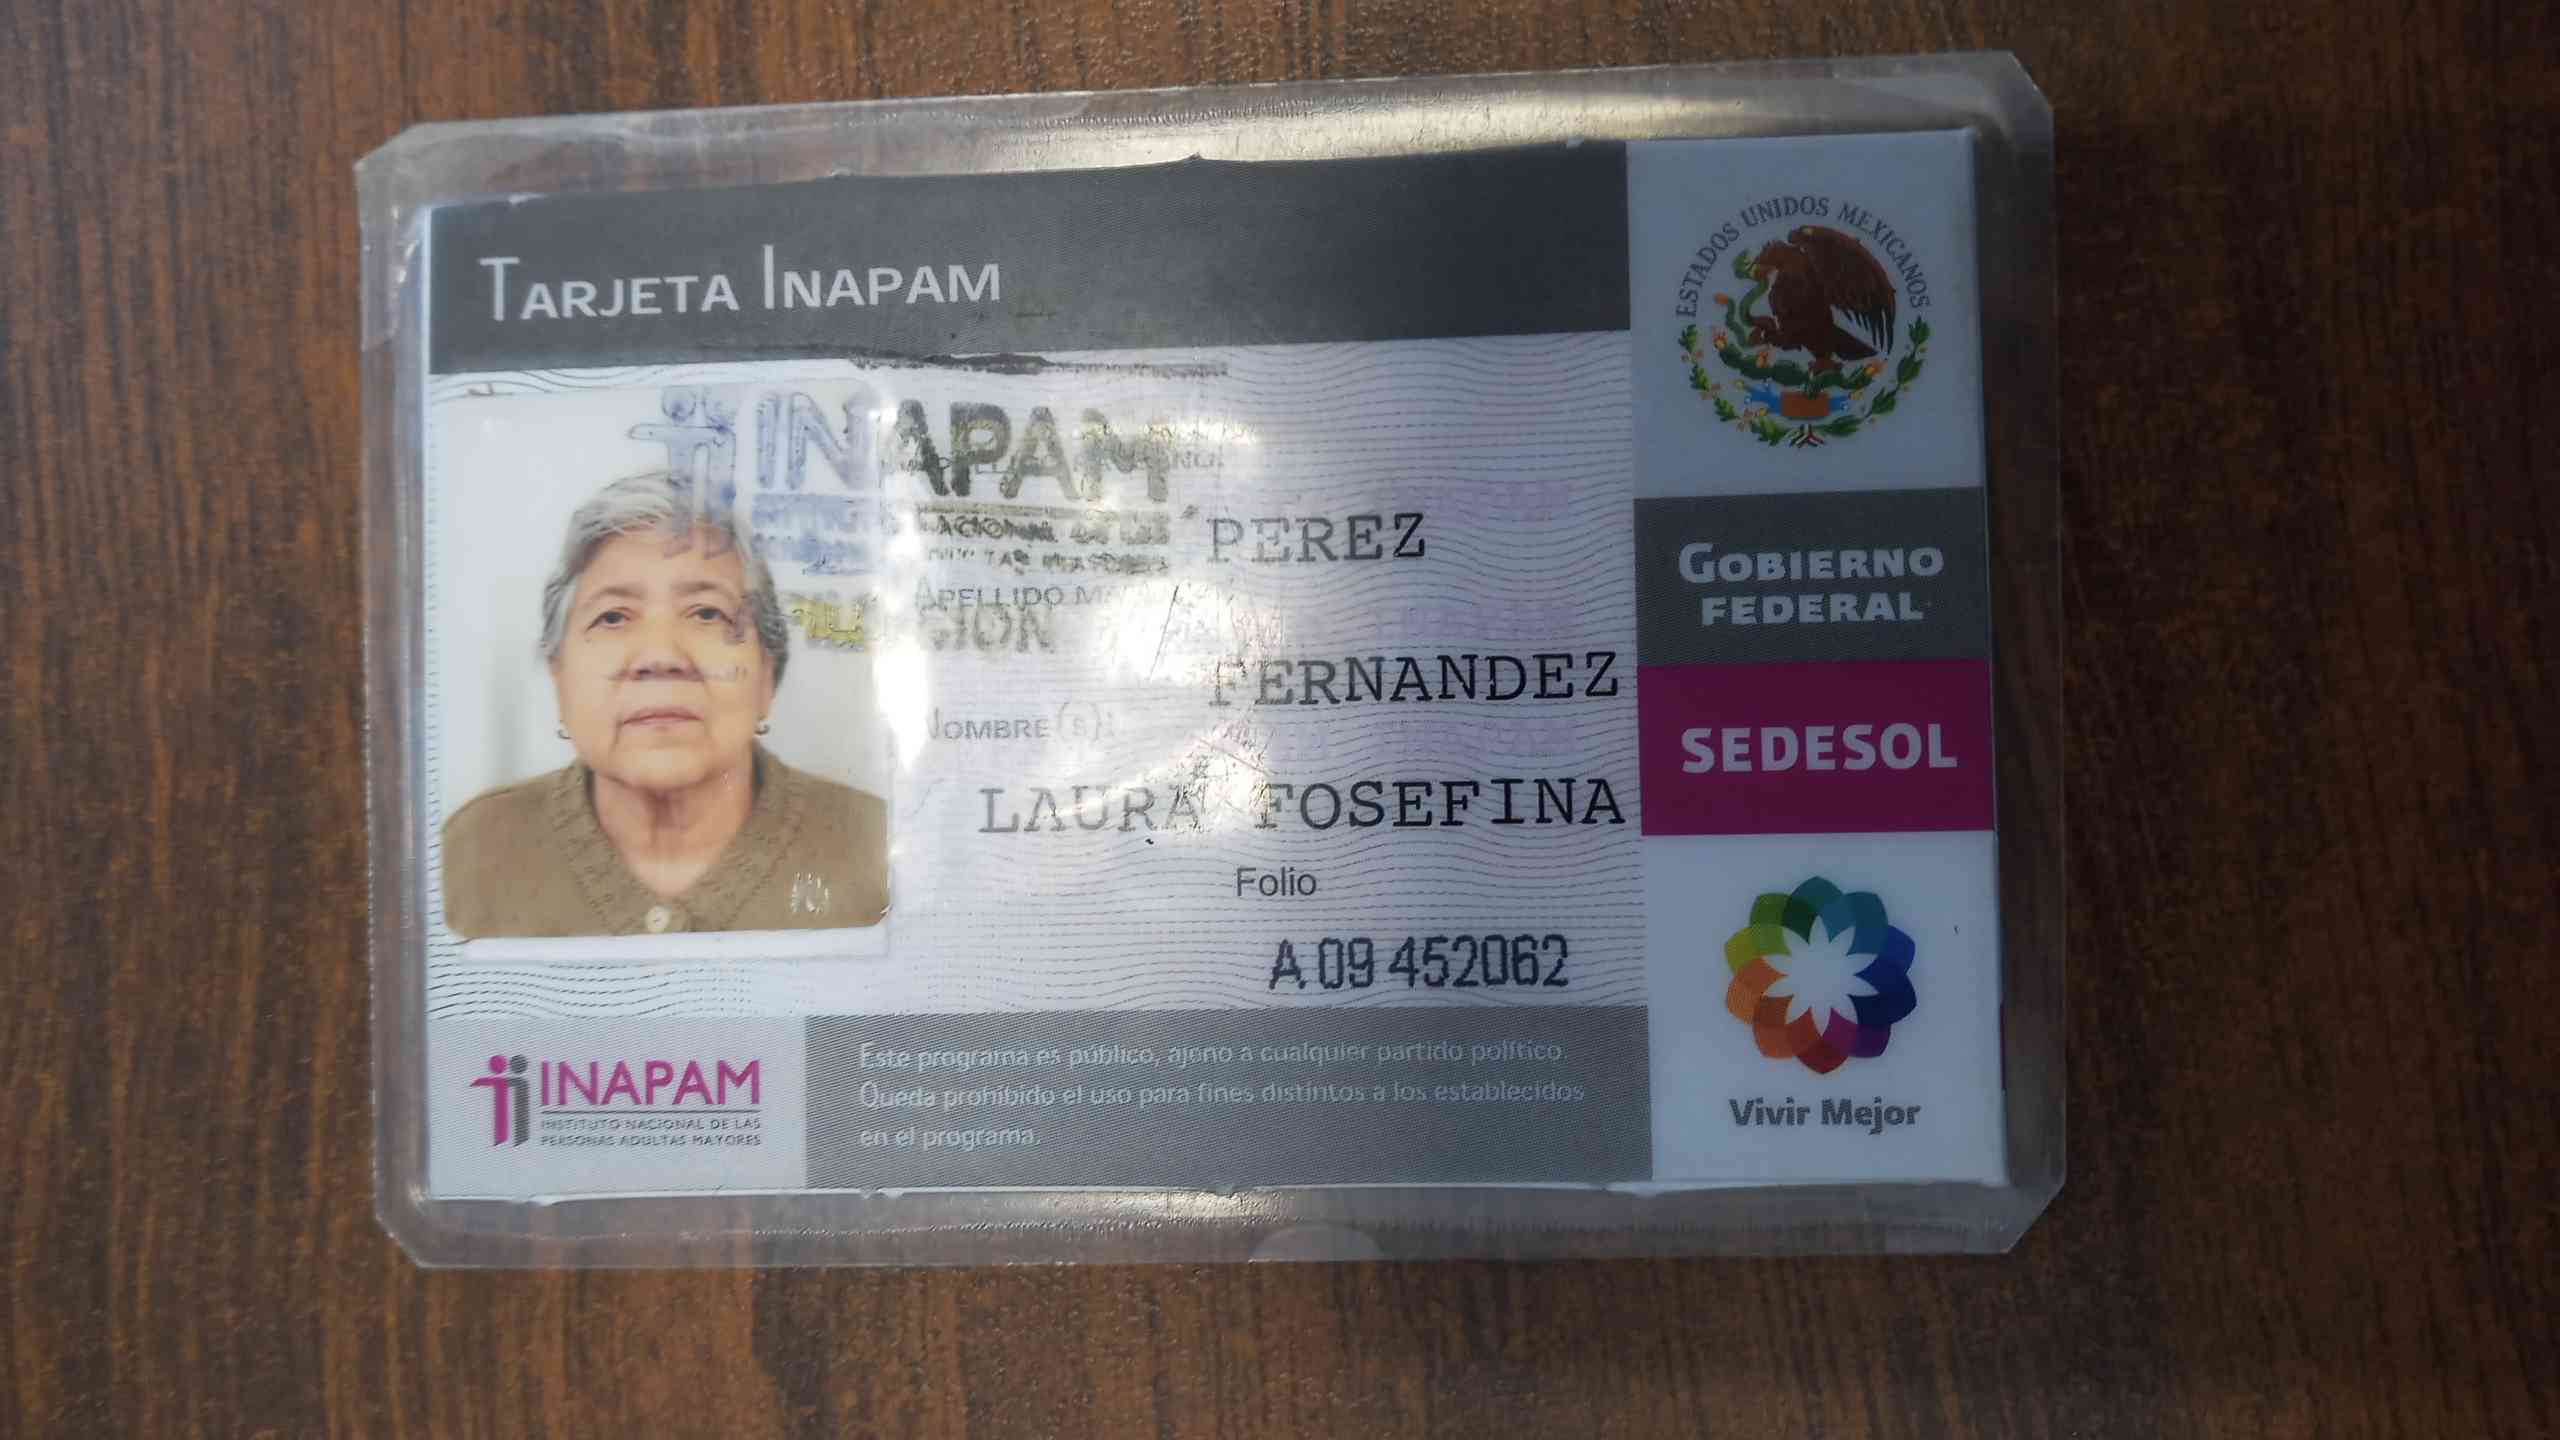 TARJETA INAPAM
ESTADOS UNIDOS MEXICANOS
INAPAM
PEREZ
APELLIDO
FERNANDEZ
NOMBRE(S):
LAURA FOSEFINA
Folio
A 09 452062
GOBIERNO
FEDERAL
SEDESOL
Vivir Mejor
INAPAM
INSTITUTO NACIONAL DE LAS
PERSONAS ADULTAS MAYORES
Este programa es público, ajeno a cualquier partido político.
Queda prohibido el uso para fines distintos a los establecidos
en el programa.